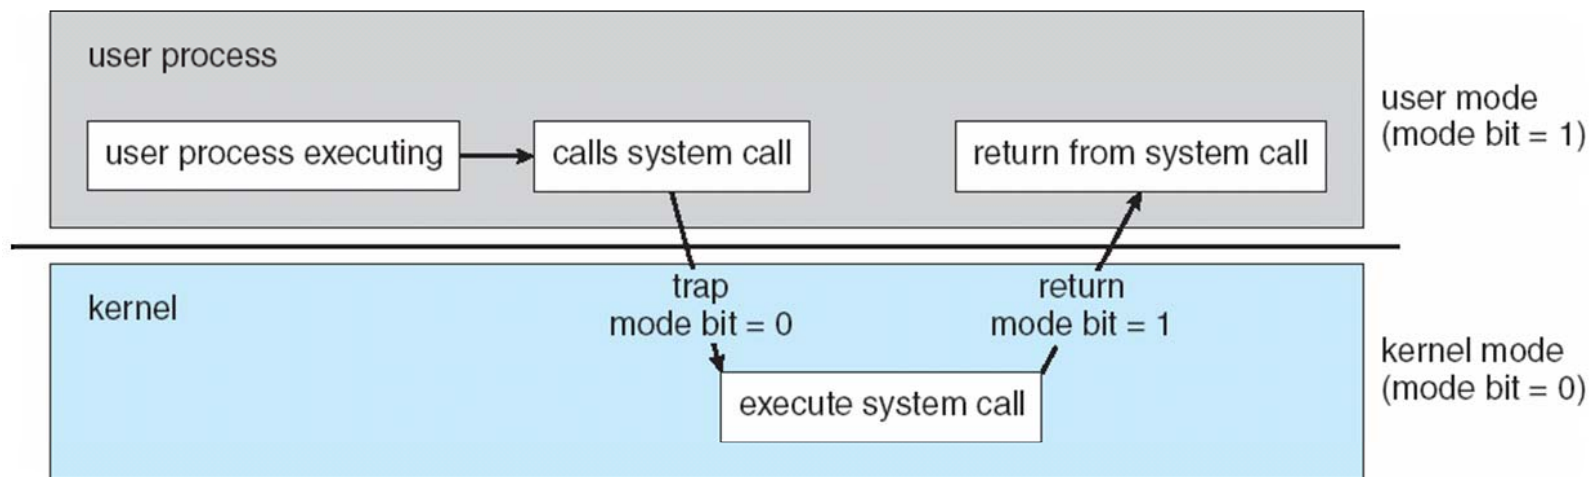 user process
user process executing
calls system call
return from system call
user mode
(mode bit = 1)
kernel
trap
mode bit = 0
return
mode bit = 1
execute system call
kernel mode
(mode bit = 0)